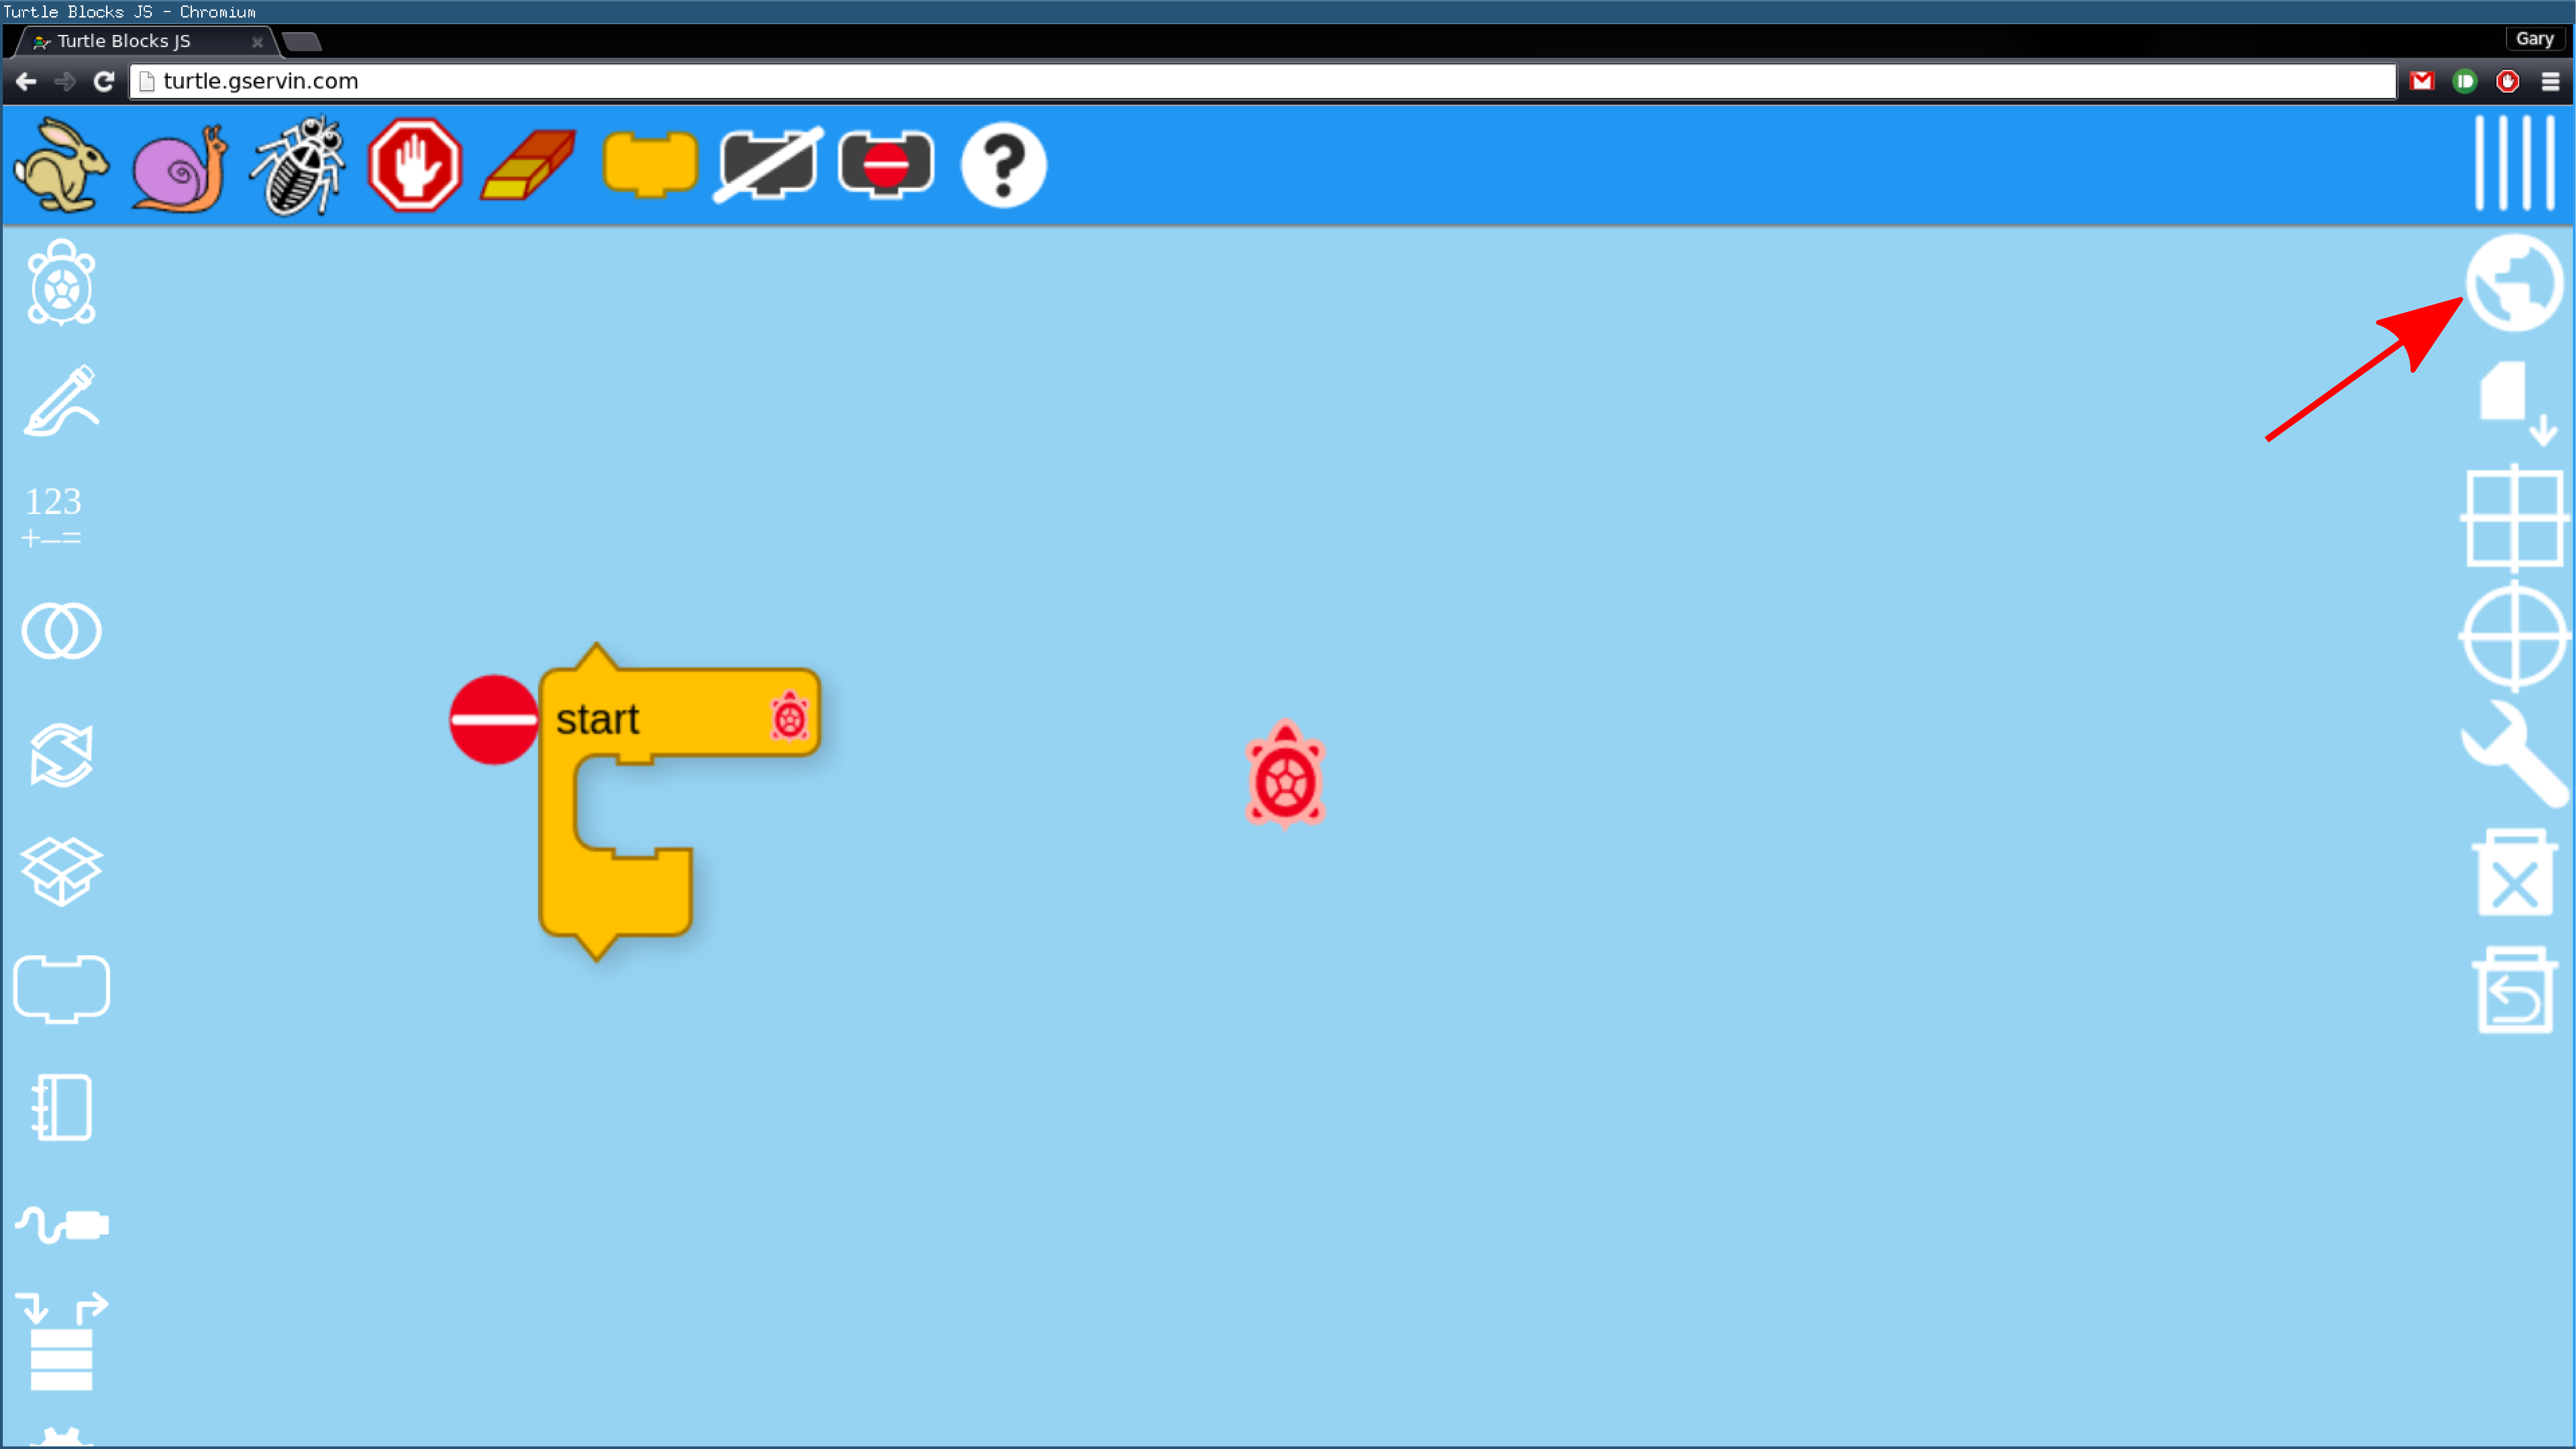 Turtle Blocks JS - Chromium
Turtle Blocks JS
Gary
turtle.gservin.com
123
+–=
start